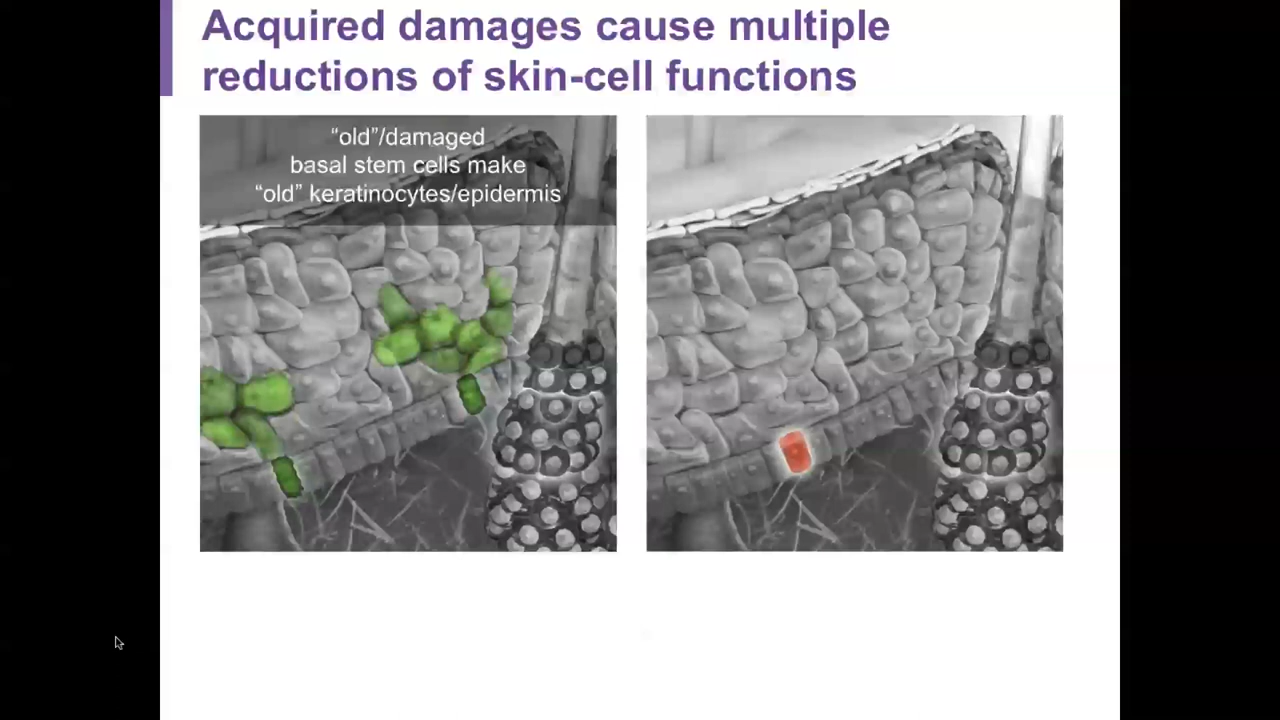 Acquired damages cause multiple
reductions of skin-cell functions
“old”/damaged
basal stem cells make
“old” keratinocytes/epidermis